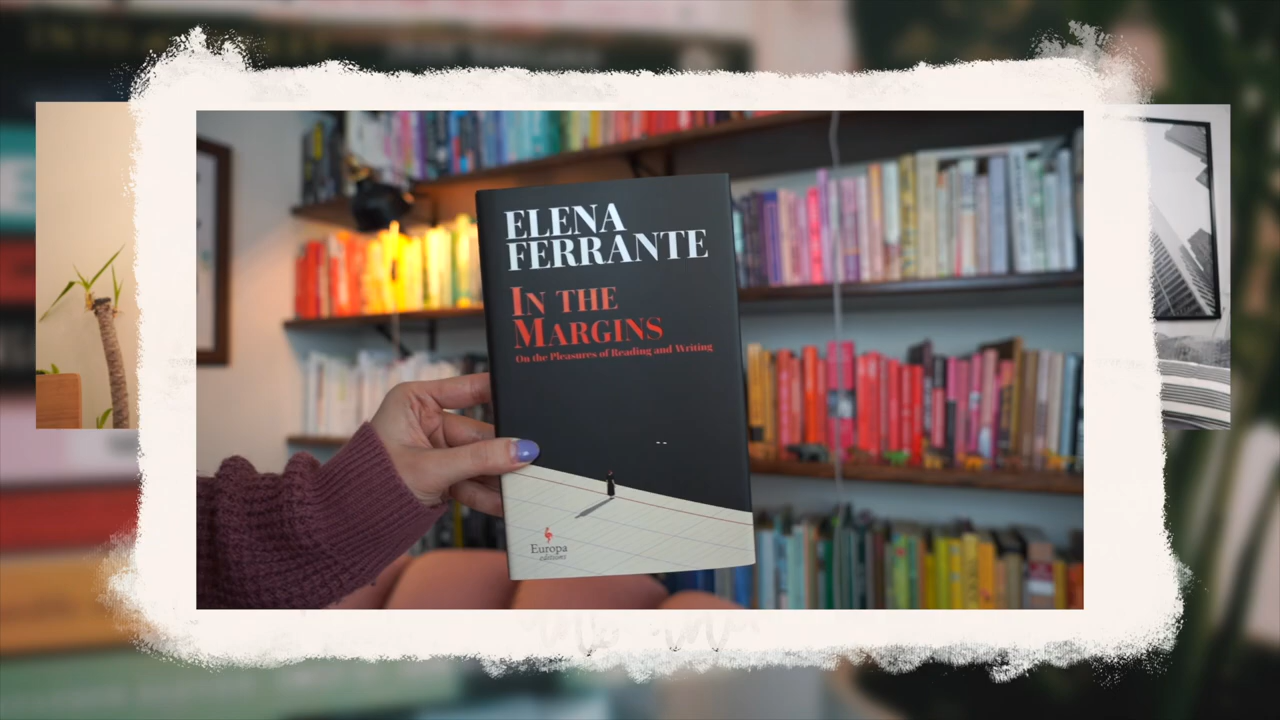 ELENA
FERRANTE
IN THE
MARGINS
On the Pleasures of Reading and Writing
Europa
editions